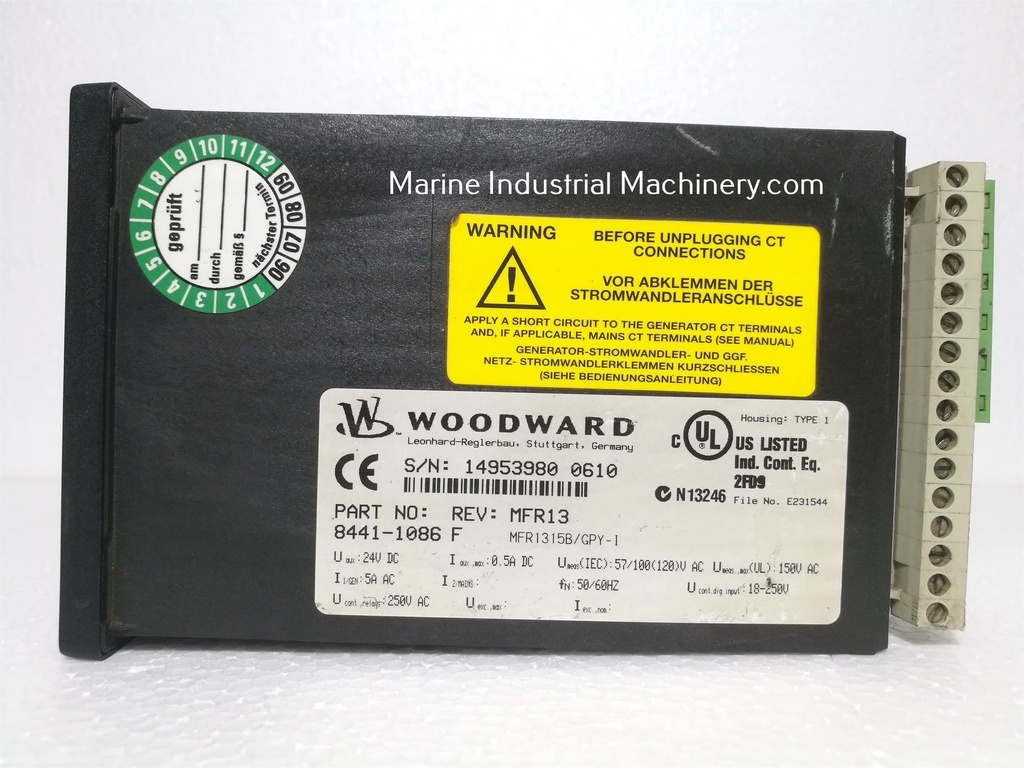 Marine Industrial Machinery.com
1 2 3 4 5 6 7 8 9 10 11 12
09 08 07 06
geprüft
am
durch
gemäß §
nächster Termin
WARNING
BEFORE UNPLUGGING CT
CONNECTIONS
VOR ABKLEMMEN DER
STROMWANDLERANSCHLÜSSE
APPLY A SHORT CIRCUIT TO THE GENERATOR CT TERMINALS
AND, IF APPLICABLE, MAINS CT TERMINALS (SEE MANUAL)
GENERATOR-STROMWANDLER- UND GGF.
NETZ- STROMWANDLERKLEMMEN KURZSCHLIESSEN
(SIEHE BEDIENUNGSANLEITUNG)
W WOODWARD
Leonhard-Reglerbau, Stuttgart, Germany
CE
S/N: 14953980 0610
PART NO: REV: MFR13
8441-1086 F MFR1315B/GPY-I
Housing: TYPE 1
C UL ® US LISTED
Ind. Cont. Eq.
2FD9
N13246 File No. E231544
U aux: 24V DC I aux.,max: 0.5A DC Umeas(IEC): 57/100(120)V AC Umeas.,max(UL): 150V AC
I 1/GEN: 5A AC I 2/MAINS: fN: 50/60HZ U cont.dig.input: 18-250V
U cont.,relays: 250V AC U exc.,max: I exc.,nom: